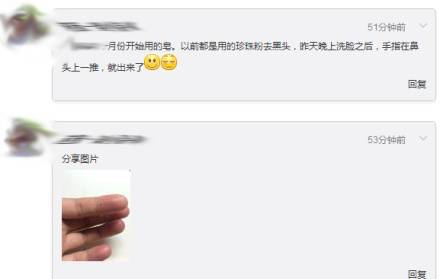 51分钟前
月份开始用的皂。以前都是用的珍珠粉去黑头，昨天晚上洗脸之后，手指在鼻
头上一推，就出来了
回复
53分钟前
分享图片
回复